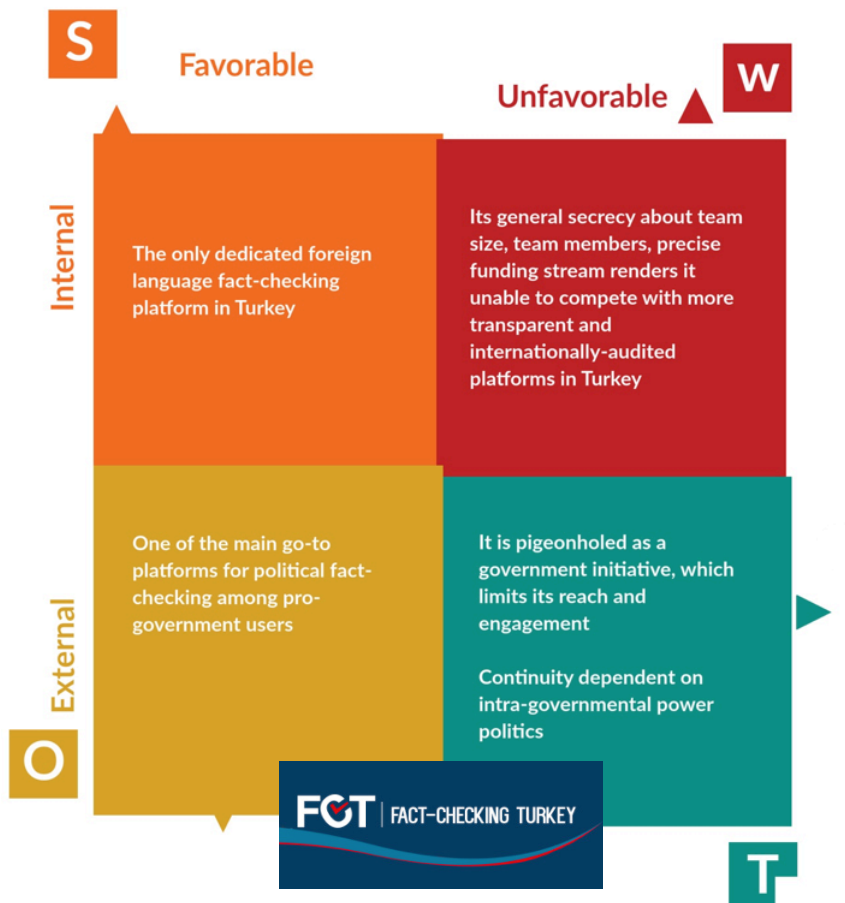 S
Favorable
W
Unfavorable
Internal
The only dedicated foreign
language fact-checking
platform in Turkey
Its general secrecy about team
size, team members, precise
funding stream renders it
unable to compete with more
transparent and
internationally-audited
platforms in Turkey
External
One of the main go-to
platforms for political fact-
checking among pro-
government users
It is pigeonholed as a
government initiative, which
limits its reach and
engagement
Continuity dependent on
intra-governmental power
politics
O
FCT | FACT-CHECKING TURKEY
T